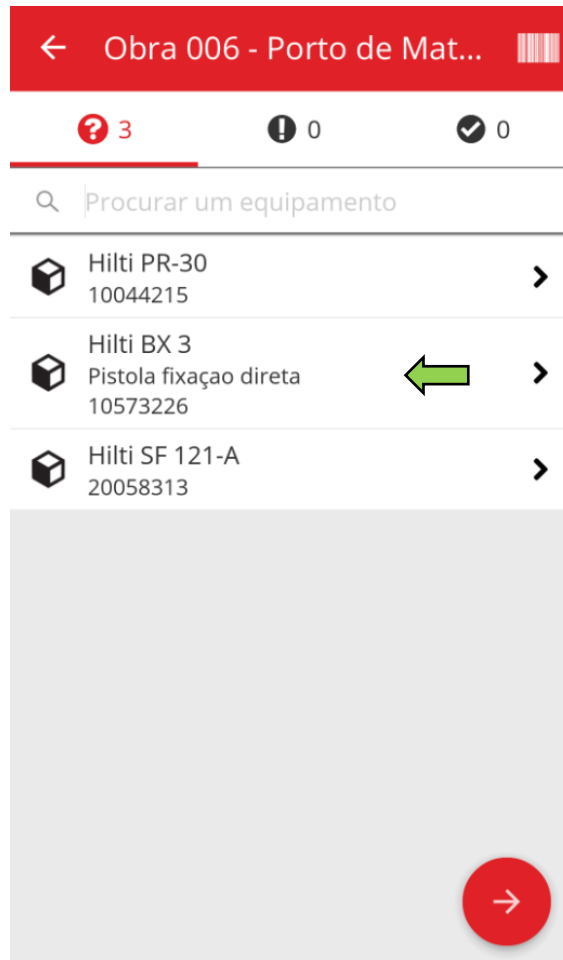 Obra 006 - Porto de Mat...
3
0
0
Procurar um equipamento
Hilti PR-30
10044215
Hilti BX 3
Pistola fixaçao direta
10573226
Hilti SF 121-A
20058313